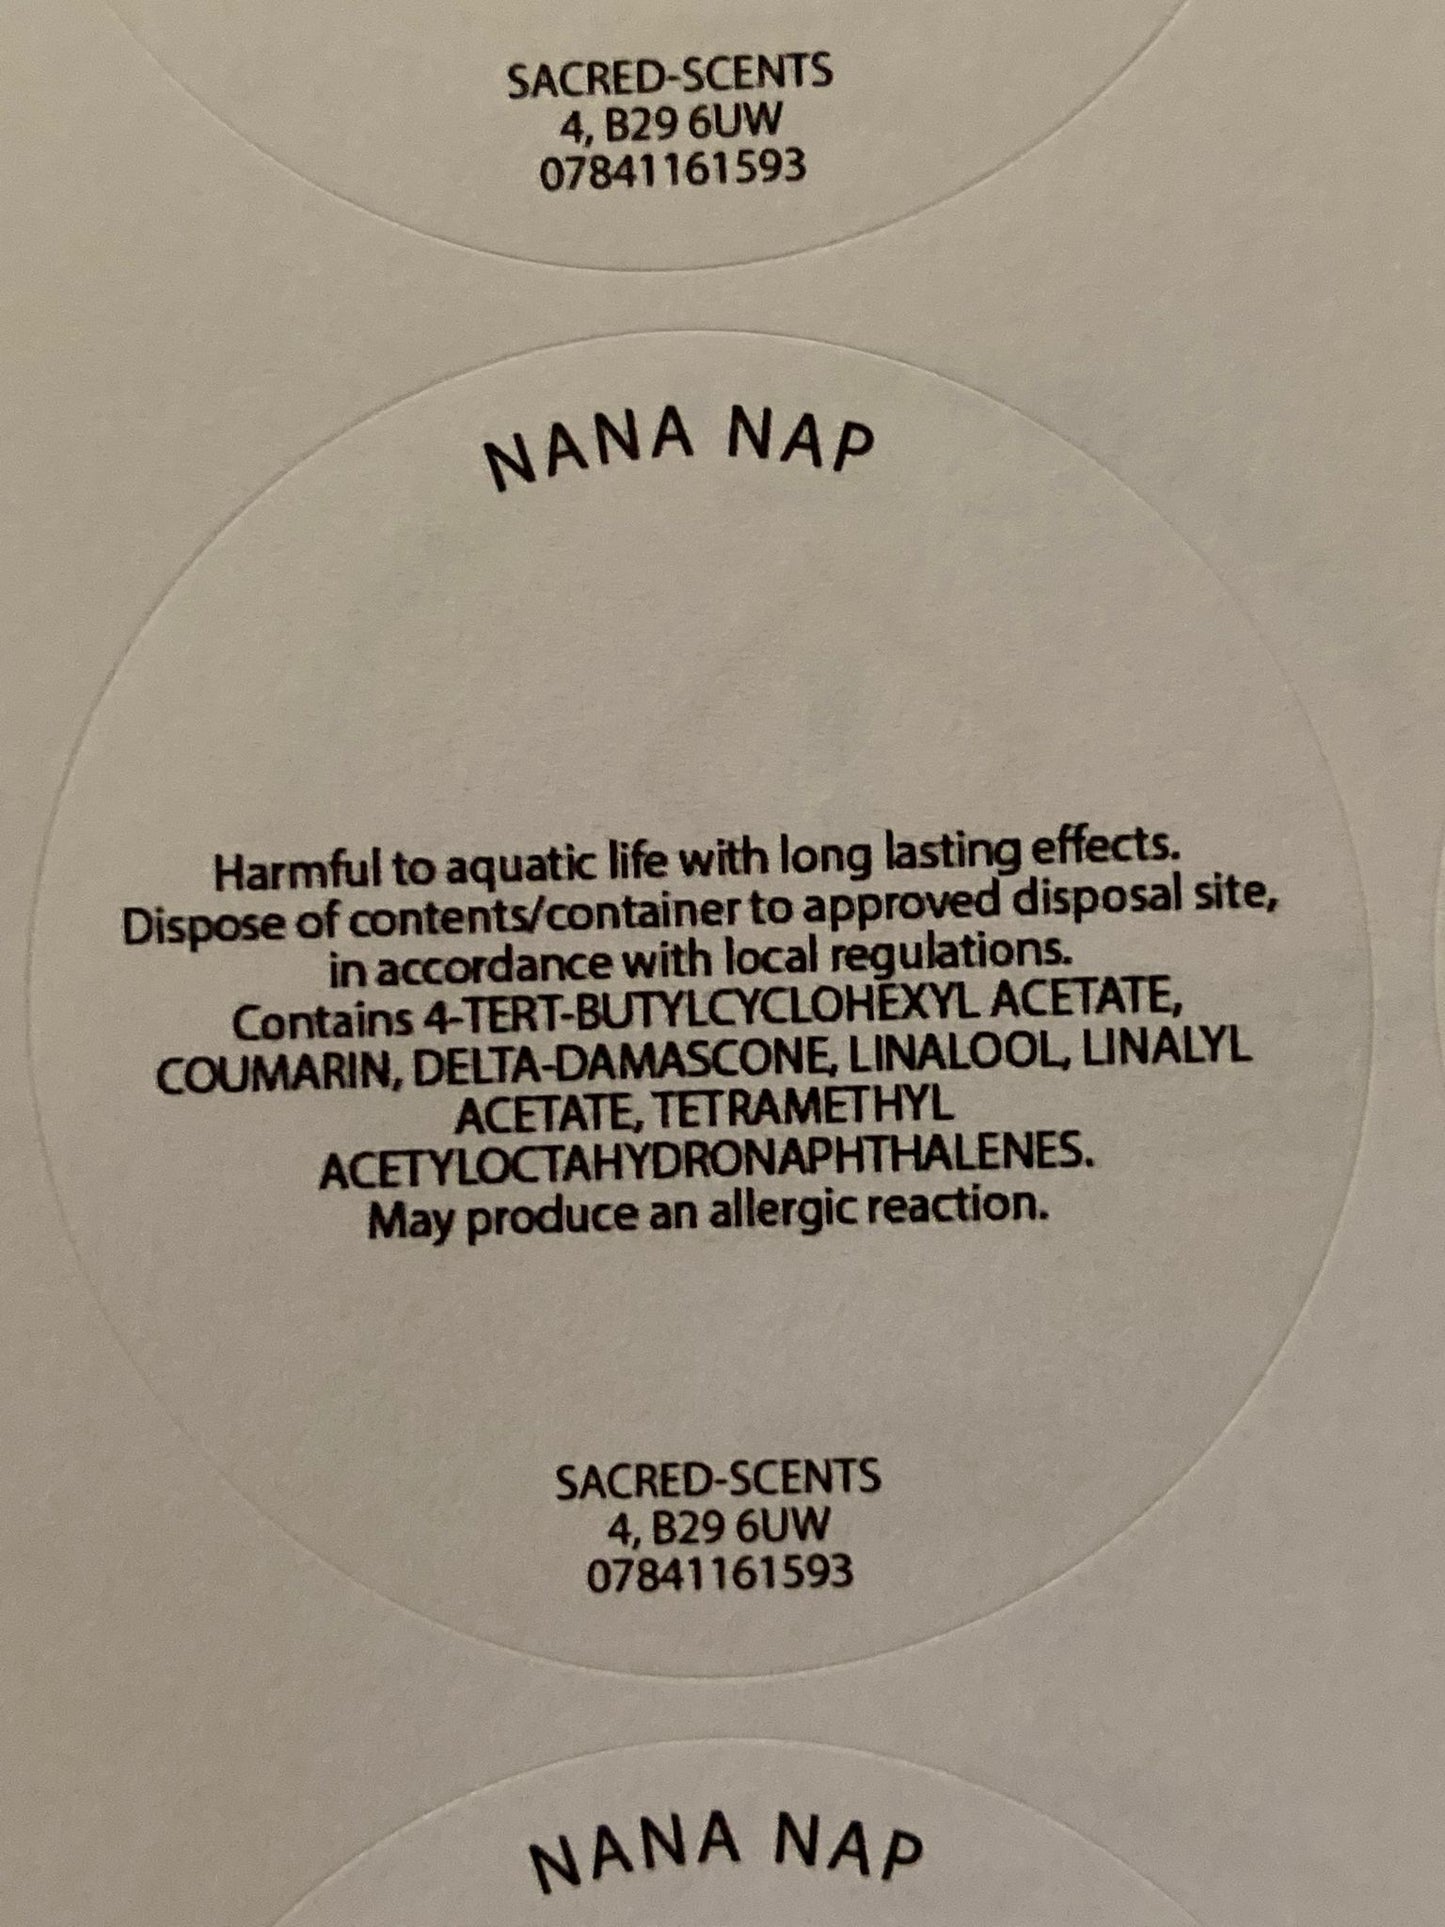 SACRED-SCENTS
4, B29 6UW
07841161593
NANA NAP
Harmful to aquatic life with long lasting effects.
Dispose of contents/container to approved disposal site,
in accordance with local regulations.
Contains 4-TERT-BUTYLCYCLOHEXYL ACETATE,
COUMARIN, DELTA-DAMASCONE, LINALOOL, LINALYL
ACETATE, TETRAMETHYL
ACETYLOCTAHYDRONAPHTHALENES.
May produce an allergic reaction.
SACRED-SCENTS
4, B29 6UW
07841161593
NANA NAP